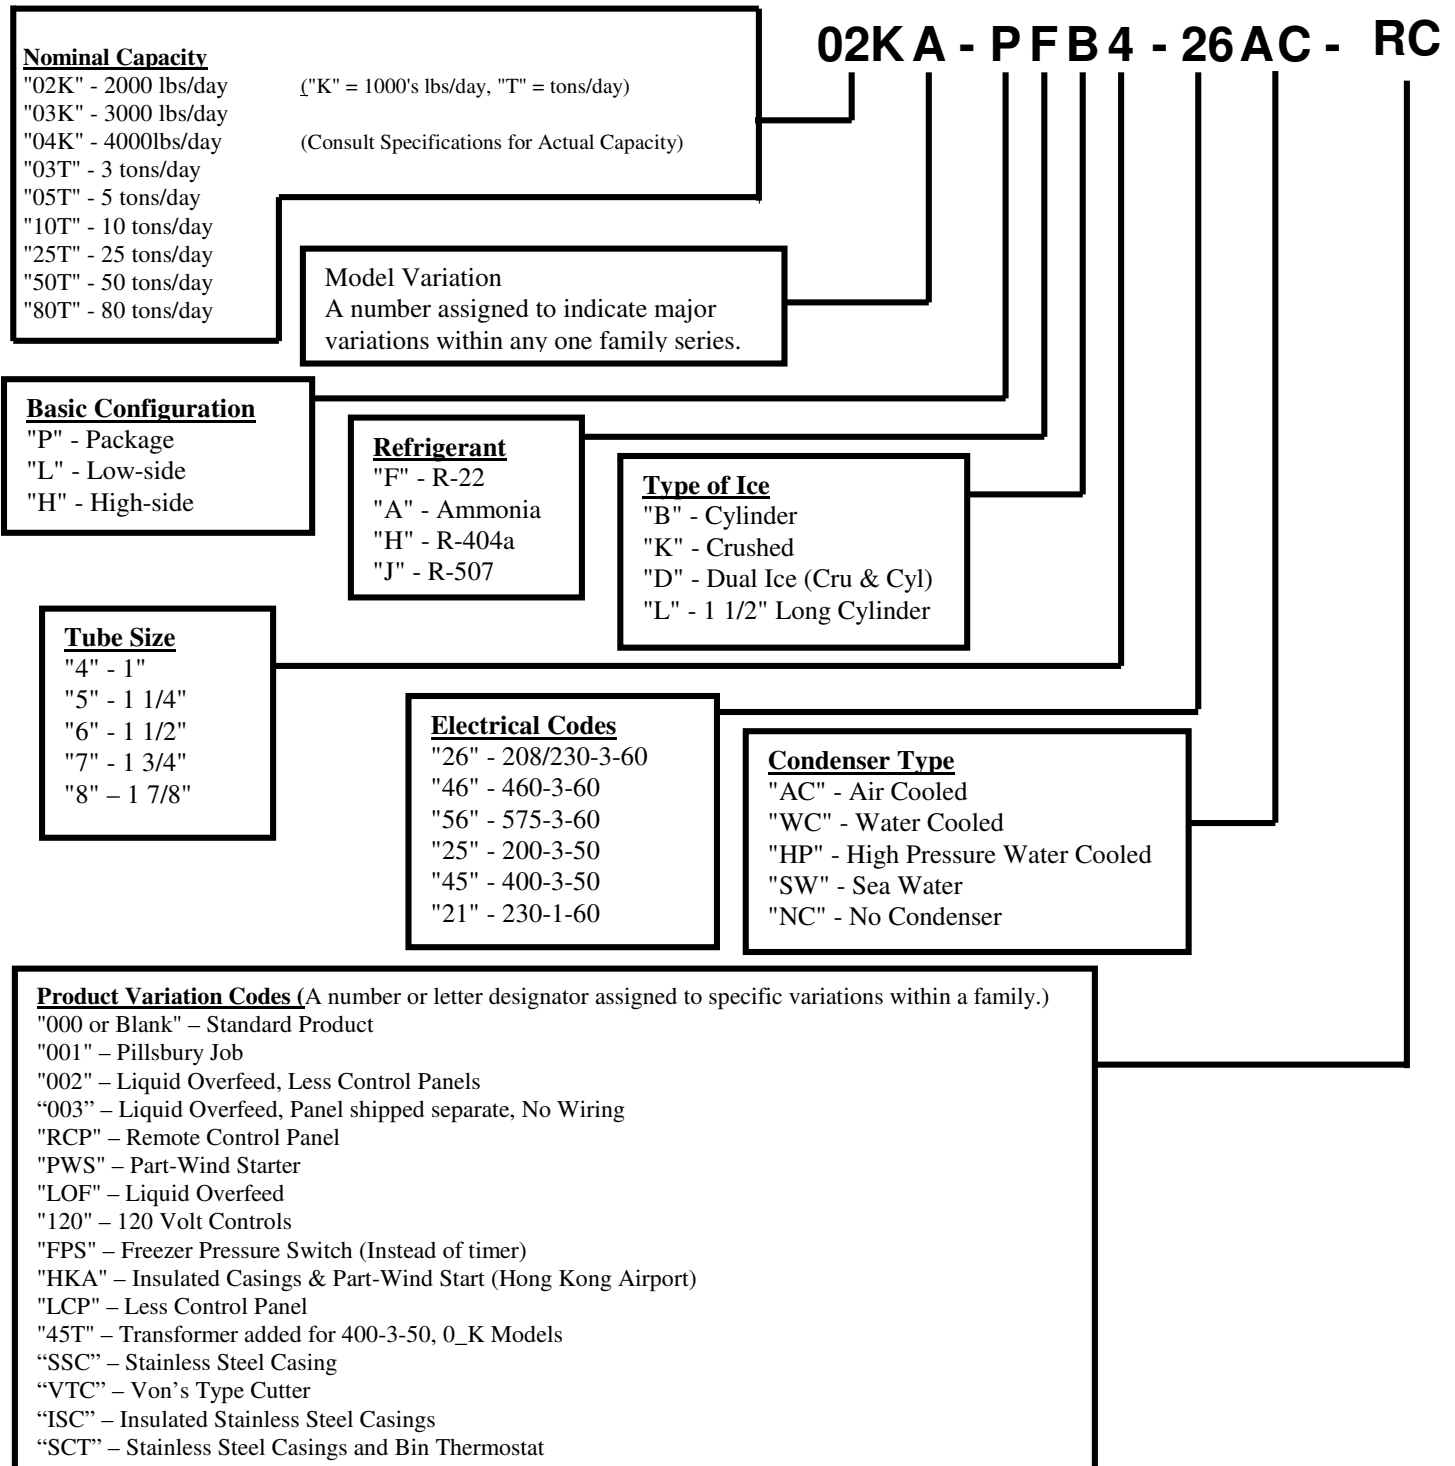 02K A - P F B 4 - 26 AC - RC
Nominal Capacity
"02K" - 2000 lbs/day ("K" = 1000's lbs/day, "T" = tons/day)
"03K" - 3000 lbs/day
"04K" - 4000lbs/day (Consult Specifications for Actual Capacity)
"03T" - 3 tons/day
"05T" - 5 tons/day
"10T" - 10 tons/day
"25T" - 25 tons/day
"50T" - 50 tons/day
"80T" - 80 tons/day
Model Variation
A number assigned to indicate major
variations within any one family series.
Basic Configuration
"P" - Package
"L" - Low-side
"H" - High-side
Refrigerant
"F" - R-22
"A" - Ammonia
"H" - R-404a
"J" - R-507
Type of Ice
"B" - Cylinder
"K" - Crushed
"D" - Dual Ice (Cru & Cyl)
"L" - 1 1/2" Long Cylinder
Tube Size
"4" - 1"
"5" - 1 1/4"
"6" - 1 1/2"
"7" - 1 3/4"
"8" – 1 7/8"
Electrical Codes
"26" - 208/230-3-60
"46" - 460-3-60
"56" - 575-3-60
"25" - 200-3-50
"45" - 400-3-50
"21" - 230-1-60
Condenser Type
"AC" - Air Cooled
"WC" - Water Cooled
"HP" - High Pressure Water Cooled
"SW" - Sea Water
"NC" - No Condenser
Product Variation Codes (A number or letter designator assigned to specific variations within a family.)
"000 or Blank" – Standard Product
"001" – Pillsbury Job
"002" – Liquid Overfeed, Less Control Panels
“003” – Liquid Overfeed, Panel shipped separate, No Wiring
"RCP" – Remote Control Panel
"PWS" – Part-Wind Starter
"LOF" – Liquid Overfeed
"120" – 120 Volt Controls
"FPS" – Freezer Pressure Switch (Instead of timer)
"HKA" – Insulated Casings & Part-Wind Start (Hong Kong Airport)
"LCP" – Less Control Panel
"45T" – Transformer added for 400-3-50, 0_K Models
“SSC” – Stainless Steel Casing
“VTC” – Von's Type Cutter
“ISC” – Insulated Stainless Steel Casings
“SCT” – Stainless Steel Casings and Bin Thermostat